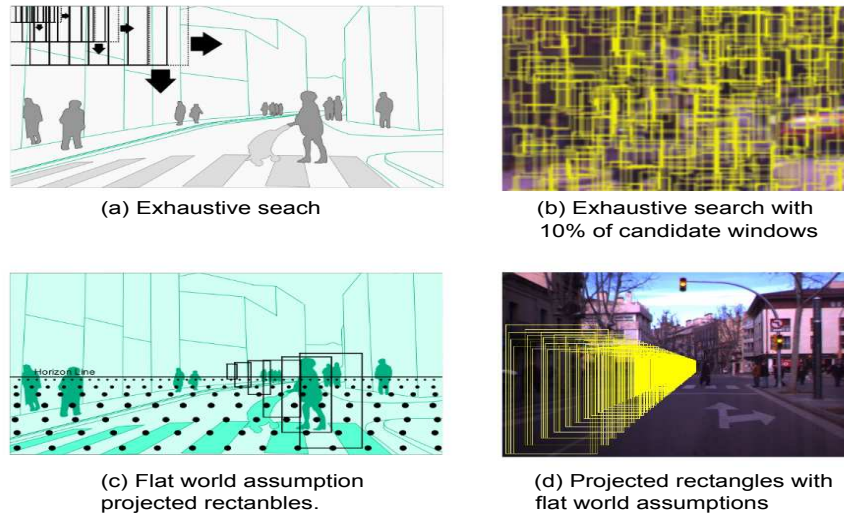 (a) Exhaustive seach
(b) Exhaustive search with
10% of candidate windows
Horizon Line
(c) Flat world assumption
projected rectanbles.
(d) Projected rectangles with
flat world assumptions